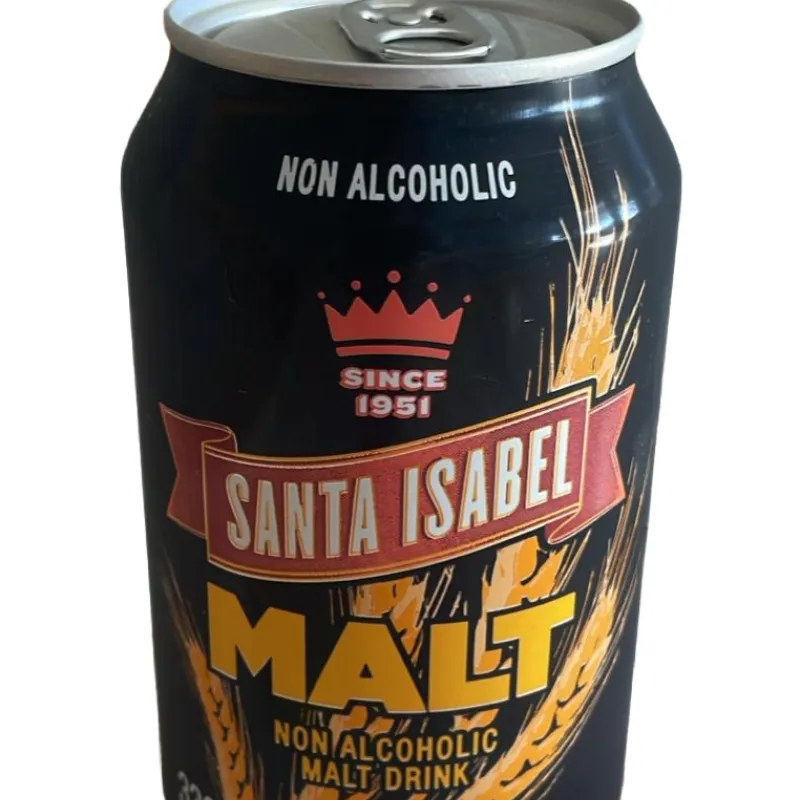 NON ALCOHOLIC
SINCE
1951
SANTA ISABEL
MALT
NON ALCOHOLIC
MALT DRINK